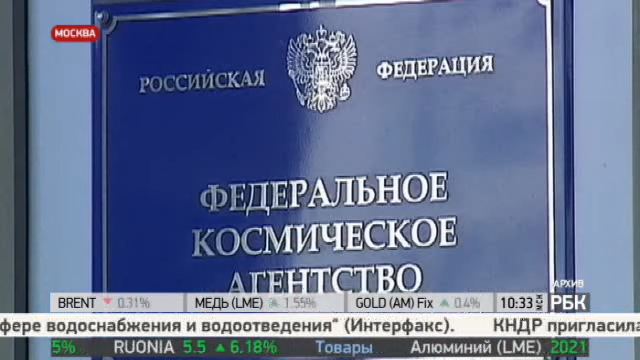 МОСКВА
РОССИЙСКАЯ ФЕДЕРАЦИЯ
ФЕДЕРАЛЬНОЕ
КОСМИЧЕСКОЕ
АГЕНТСТВО
АРХИВ
BRENT 0.31% МЕДЬ (LME) 1.55% GOLD (AM) Fix 0.4% 10:33 МСК РБК
фере водоснабжения и водоотведения" (Интерфакс). КНДР пригласила
5% RUONIA 5.5 6.18% Товары Алюминий (LME) 2021